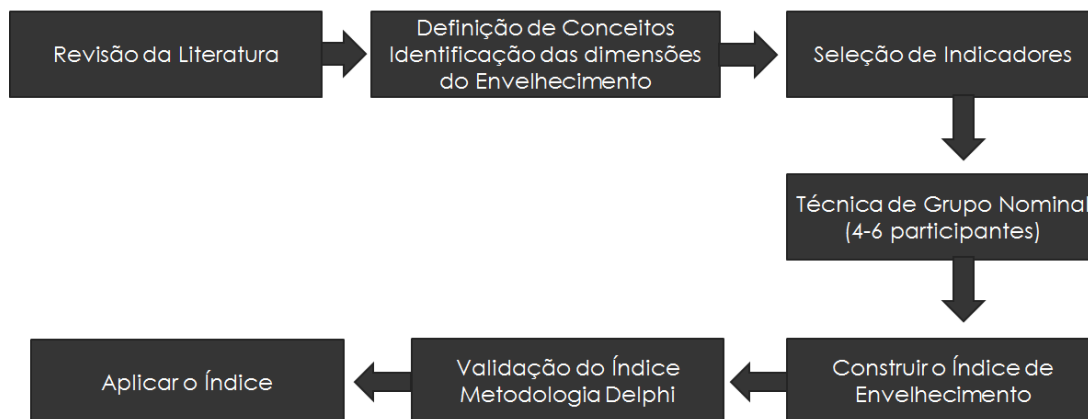 Revisão da Literatura
Definição de Conceitos
Identificação das dimensões
do Envelhecimento
Seleção de Indicadores
Técnica de Grupo Nominal
(4-6 participantes)
Construir o Índice de
Envelhecimento
Validação do Índice
Metodologia Delphi
Aplicar o Índice